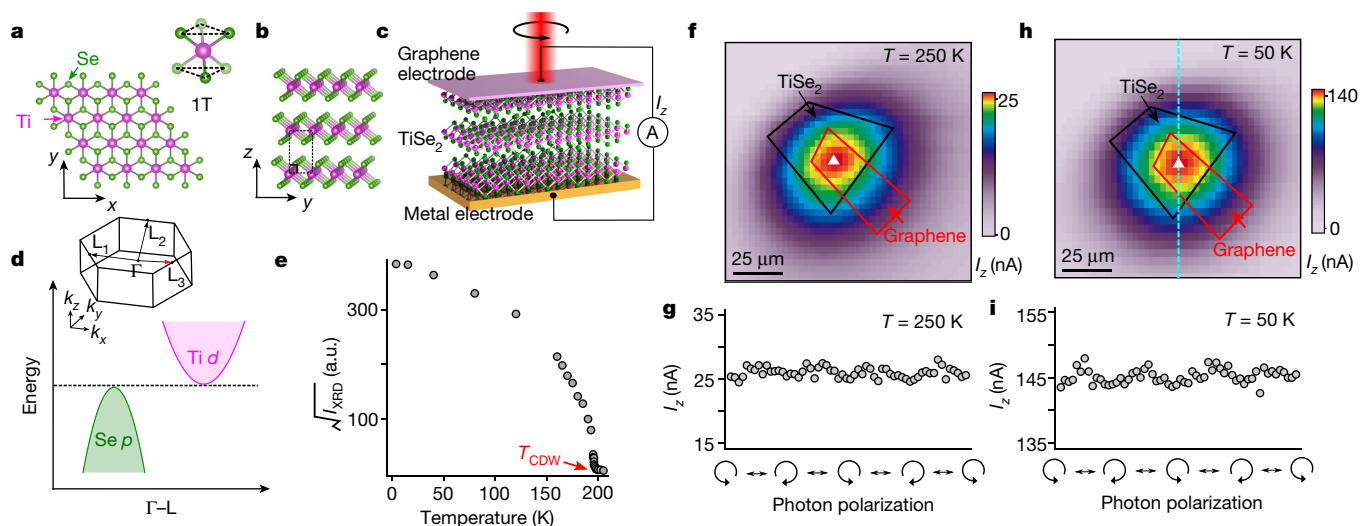 a
Se
Ti
1T
y
x
b
z
y
c
Graphene
electrode
TiSe2
Metal electrode
Iz
A
d
L1
L2
L3
Γ
kz
ky
kx
Energy
Ti d
Se p
Γ–L
e
√IXRD (a.u.)
300
100
TCDW
0 50 100 150 200
Temperature (K)
f
T = 250 K
TiSe2
Graphene
25 μm
25
0
Iz (nA)
g
T = 250 K
Iz (nA)
35
25
15
Photon polarization
h
T = 50 K
TiSe2
Graphene
25 μm
140
0
Iz (nA)
i
T = 50 K
Iz (nA)
155
145
135
Photon polarization